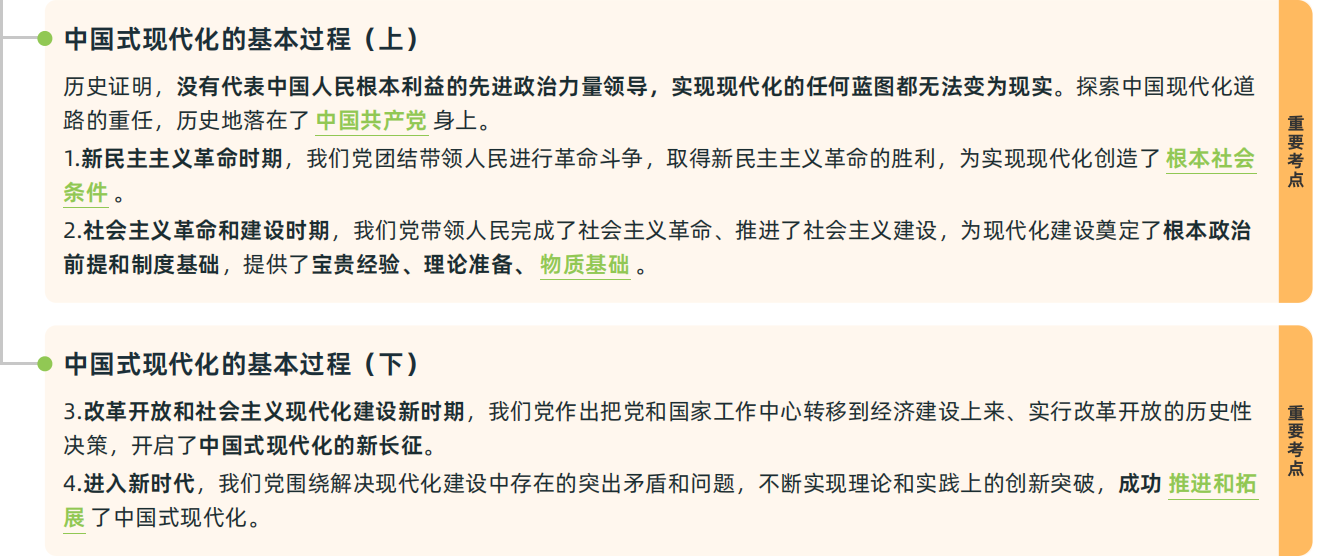 中国式现代化的基本过程（上）
历史证明，没有代表中国人民根本利益的先进政治力量领导，实现现代化的任何蓝图都无法变为现实。探索中国现代化道
路的重任，历史地落在了 中国共产党 身上。
1.新民主主义革命时期，我们党团结带领人民进行革命斗争，取得新民主主义革命的胜利，为实现现代化创造了 根本社会
条件 。
2.社会主义革命和建设时期，我们党带领人民完成了社会主义革命、推进了社会主义建设，为现代化建设奠定了根本政治
前提和制度基础，提供了宝贵经验、理论准备、 物质基础 。
重要考点
中国式现代化的基本过程（下）
3.改革开放和社会主义现代化建设新时期，我们党作出把党和国家工作中心转移到经济建设上来、实行改革开放的历史性
决策，开启了中国式现代化的新长征。
4.进入新时代，我们党围绕解决现代化建设中存在的突出矛盾和问题，不断实现理论和实践上的创新突破，成功 推进和拓
展 了中国式现代化。
重要考点